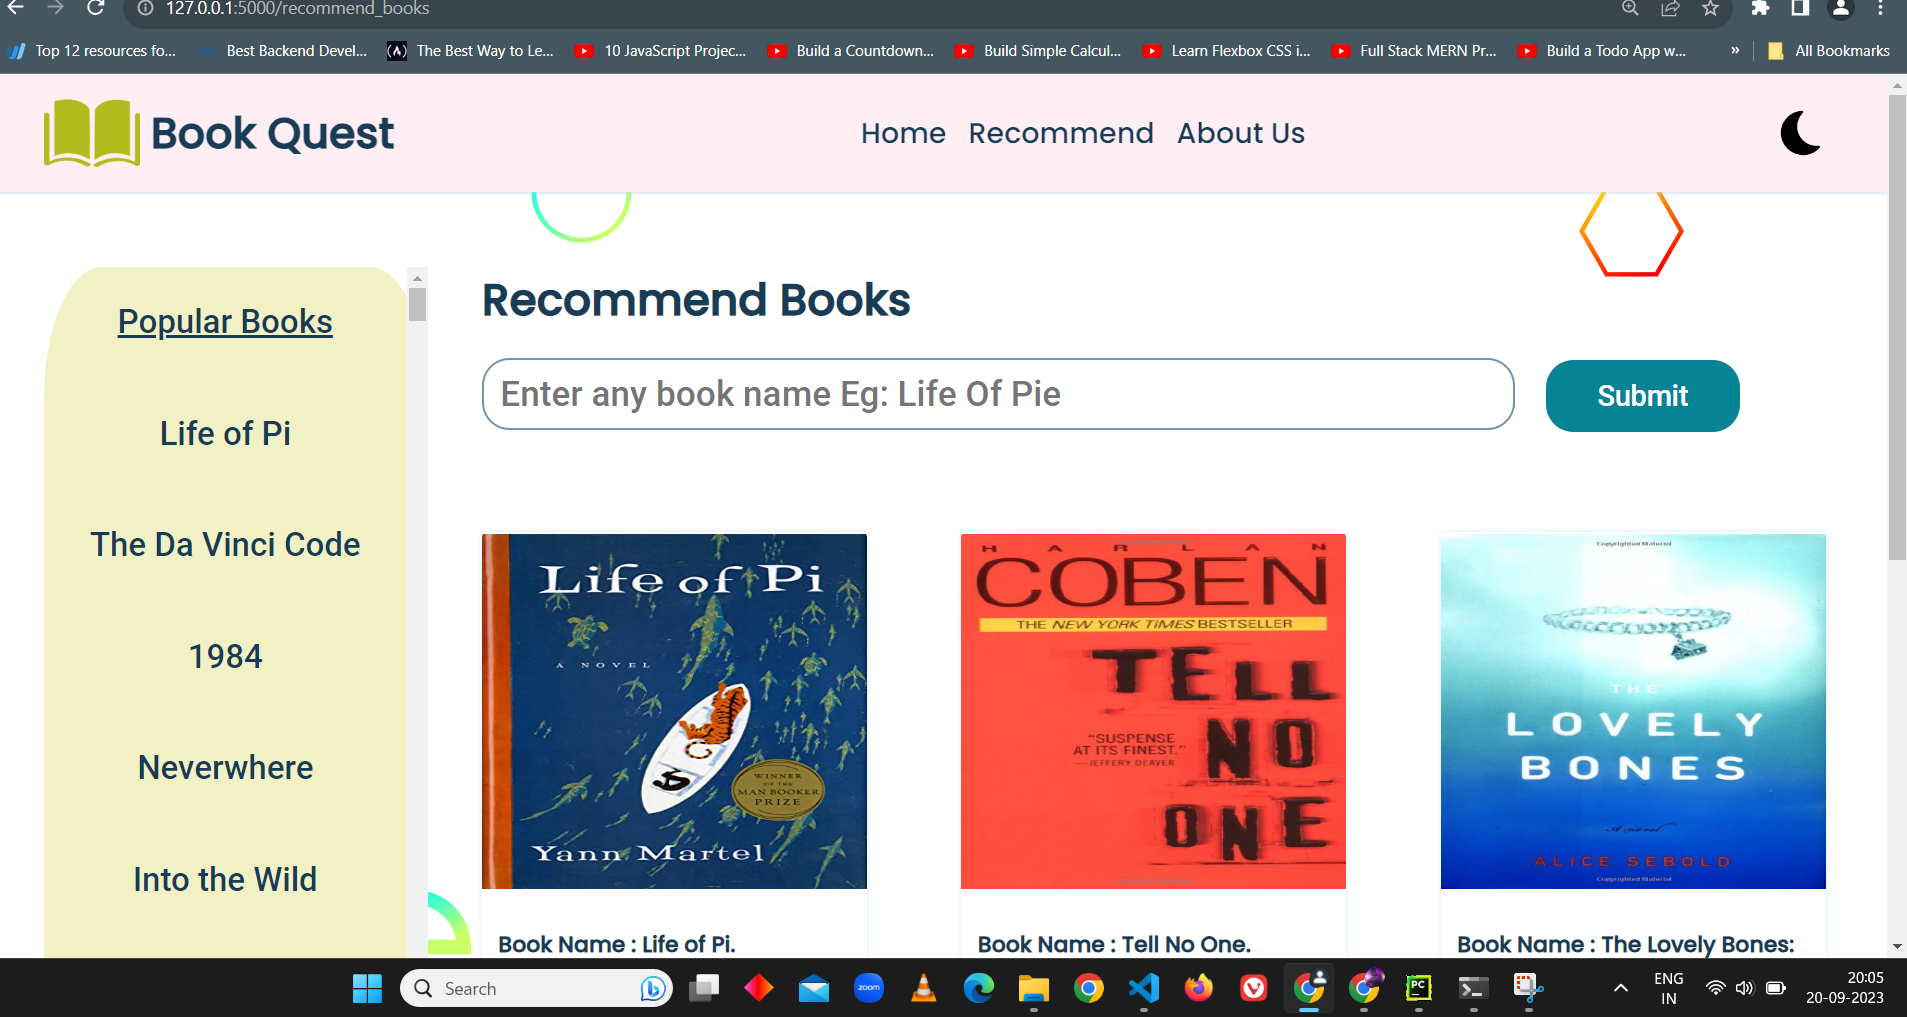 127.0.0.1:5000/recommend_books
Top 12 resources fo...
Best Backend Devel...
The Best Way to Le...
10 JavaScript Projec...
Build a Countdown...
Build Simple Calcul...
Learn Flexbox CSS i...
Full Stack MERN Pr...
Build a Todo App w...
»
All Bookmarks
Book Quest
Home
Recommend
About Us
Popular Books
Life of Pi
The Da Vinci Code
1984
Neverwhere
Into the Wild
Recommend Books
Enter any book name Eg: Life Of Pie
Submit
Life of Pi
A NOVEL
WINNER
OF THE
MAN BOOKER
PRIZE
Yann Martel
HARLAN
COBEN
THE NEW YORK TIMES BESTSELLER
TELL
NO
ONE
"SUSPENSE
AT ITS FINEST."
—JEFFERY DEAVER
Copyrighted Material
THE
LOVELY
BONES
A novel
ALICE SEBOLD
Copyrighted Material
Book Name : Life of Pi.
Book Name : Tell No One.
Book Name : The Lovely Bones:
Search
zoom
PC
ENG
IN
20:05
20-09-2023